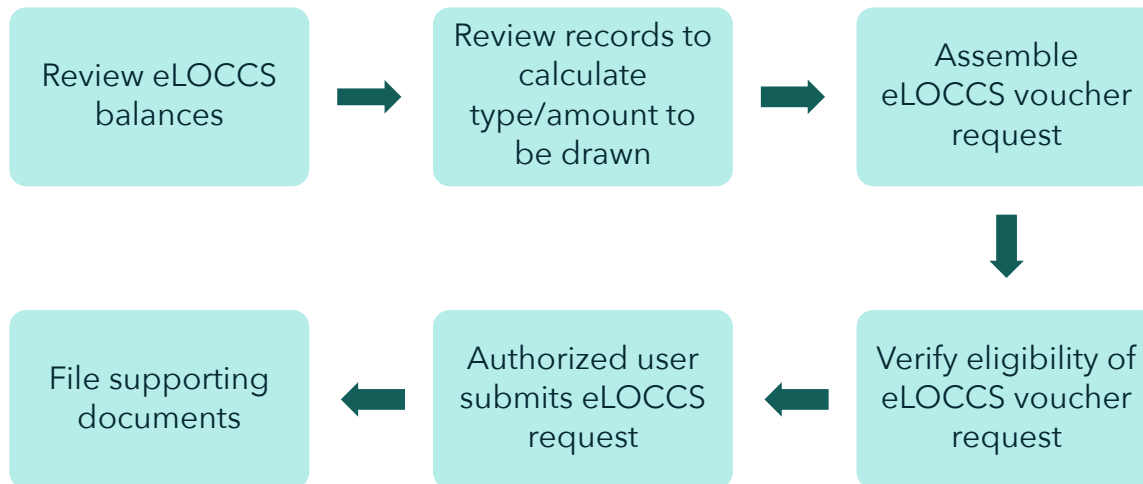 Review eLOCCS
balances
Review records to
calculate
type/amount to
be drawn
Assemble
eLOCCS voucher
request
Verify eligibility of
eLOCCS voucher
request
Authorized user
submits eLOCCS
request
File supporting
documents